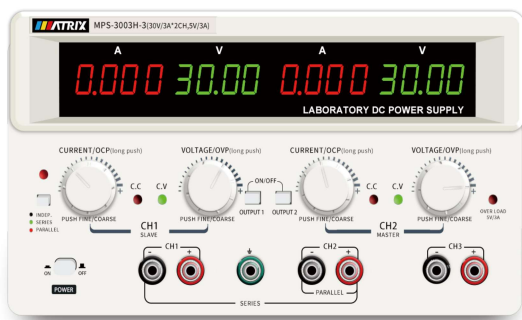 MATRIX MPS-3003H-3(30V/3A*2CH,5V/3A)
A V A V
0.000 30.00 0.000 30.00
LABORATORY DC POWER SUPPLY
CURRENT/OCP(long push) VOLTAGE/OVP(long push) CURRENT/OCP(long push) VOLTAGE/OVP(long push)
C.C C.V ON/OFF C.C C.V
OUTPUT 1 OUTPUT 2
INDEP.
SERIES
PARALLEL
PUSH FINE/COARSE PUSH FINE/COARSE PUSH FINE/COARSE PUSH FINE/COARSE
OVER LOAD
5V/3A
CH1 CH2
SLAVE MASTER
CH1 CH2 CH3
- + - + - +
ON OFF
POWER
PARALLEL
SERIES